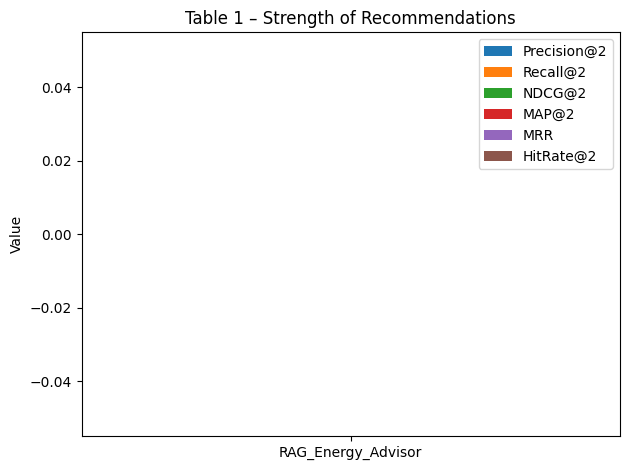 Table 1 – Strength of Recommendations
Precision@2
Recall@2
NDCG@2
MAP@2
MRR
HitRate@2
Value
0.04
0.02
0.00
−0.02
−0.04
RAG_Energy_Advisor